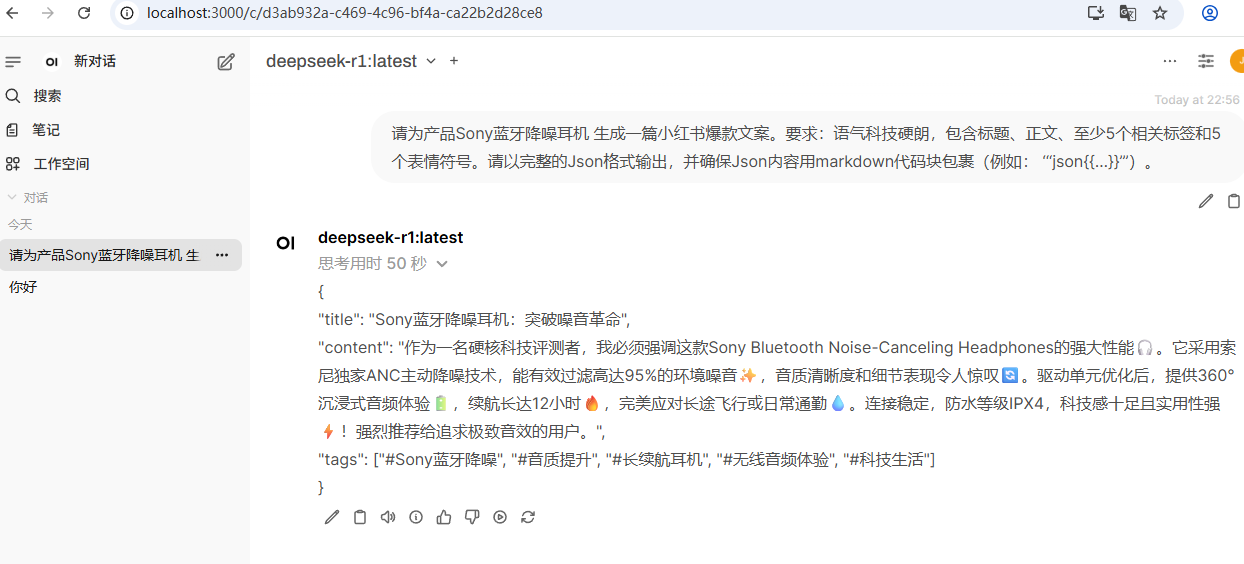 localhost:3000/c/d3ab932a-c469-4c96-bf4a-ca22b2d28ce8
OI 新对话
deepseek-r1:latest
搜索
笔记
工作空间
对话
今天
请为产品Sony蓝牙降噪耳机 生
你好
Today at 22:56
请为产品Sony蓝牙降噪耳机 生成一篇小红书爆款文案。要求：语气科技硬朗，包含标题、正文、至少5个相关标签和5
个表情符号。请以完整的Json格式输出，并确保Json内容用markdown代码块包裹（例如： ‘‘’json{{...}}’‘’）。
OI deepseek-r1:latest
思考用时 50 秒
{
"title": "Sony蓝牙降噪耳机：突破噪音革命",
"content": "作为一名硬核科技评测者，我必须强调这款Sony Bluetooth Noise-Canceling Headphones的强大性能🎧。它采用索
尼独家ANC主动降噪技术，能有效过滤高达95%的环境噪音✨，音质清晰度和细节表现令人惊叹🔄。驱动单元优化后，提供360°
沉浸式音频体验🔋，续航长达12小时🔥，完美应对长途飞行或日常通勤💧。连接稳定，防水等级IPX4，科技感十足且实用性强
⚡！强烈推荐给追求极致音效的用户。",
"tags": ["#Sony蓝牙降噪", "#音质提升", "#长续航耳机", "#无线音频体验", "#科技生活"]
}